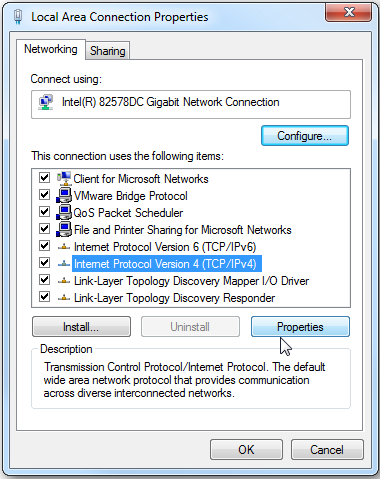 Local Area Connection Properties
Networking
Sharing
Connect using:
Intel(R) 82578DC Gigabit Network Connection
Configure...
This connection uses the following items:
Client for Microsoft Networks
VMware Bridge Protocol
QoS Packet Scheduler
File and Printer Sharing for Microsoft Networks
Internet Protocol Version 6 (TCP/IPv6)
Internet Protocol Version 4 (TCP/IPv4)
Link-Layer Topology Discovery Mapper I/O Driver
Link-Layer Topology Discovery Responder
Install...
Uninstall
Properties
Description
Transmission Control Protocol/Internet Protocol. The default
wide area network protocol that provides communication
across diverse interconnected networks.
OK
Cancel